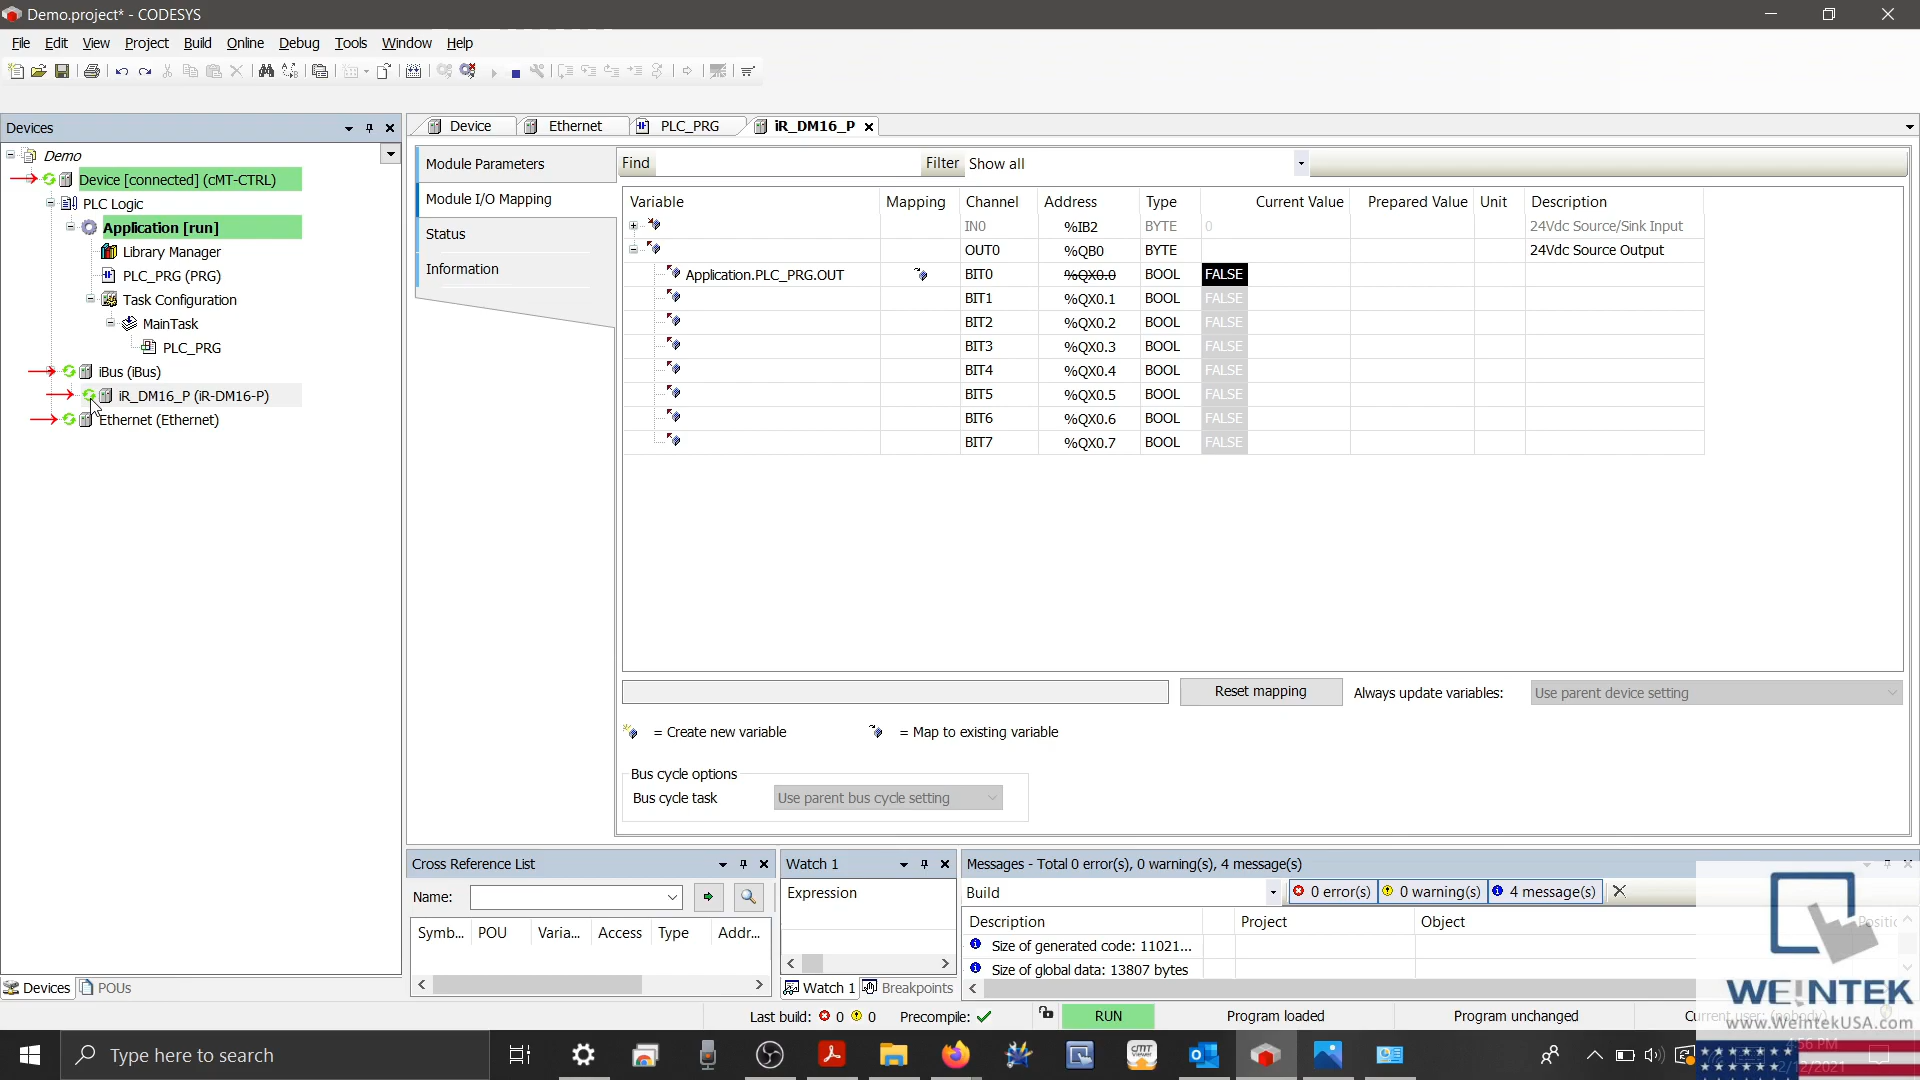 Demo.project* - CODESYS
File Edit View Project Build Online Debug Tools Window Help
Devices
Demo
Device [connected] (cMT-CTRL)
PLC Logic
Application [run]
Library Manager
PLC_PRG (PRG)
Task Configuration
MainTask
PLC_PRG
iBus (iBus)
iR_DM16_P (iR-DM16-P)
Ethernet (Ethernet)
Devices POUs
Device Ethernet PLC_PRG iR_DM16_P
Module Parameters
Module I/O Mapping
Status
Information
Find Filter Show all
Variable Mapping Channel Address Type Current Value Prepared Value Unit Description
IN0 %IB2 BYTE 0 24Vdc Source/Sink Input
OUT0 %QB0 BYTE 24Vdc Source Output
Application.PLC_PRG.OUT BIT0 %QX0.0 BOOL FALSE
BIT1 %QX0.1 BOOL FALSE
BIT2 %QX0.2 BOOL FALSE
BIT3 %QX0.3 BOOL FALSE
BIT4 %QX0.4 BOOL FALSE
BIT5 %QX0.5 BOOL FALSE
BIT6 %QX0.6 BOOL FALSE
BIT7 %QX0.7 BOOL FALSE
Reset mapping Always update variables: Use parent device setting
= Create new variable = Map to existing variable
Bus cycle options
Bus cycle task Use parent bus cycle setting
Cross Reference List
Name:
Symb... POU Varia... Access Type Addr...
Watch 1
Expression
Watch 1 Breakpoints
Messages - Total 0 error(s), 0 warning(s), 4 message(s)
Build 0 error(s) 0 warning(s) 4 message(s)
Description Project Object Positic
Size of generated code: 11021...
Size of global data: 13807 bytes
Last build: 0 0 Precompile: RUN Program loaded Program unchanged Current user: (nobody)
WEINTEK
www.WeintekUSA.com
Type here to search
4:56 PM
2/12/2021